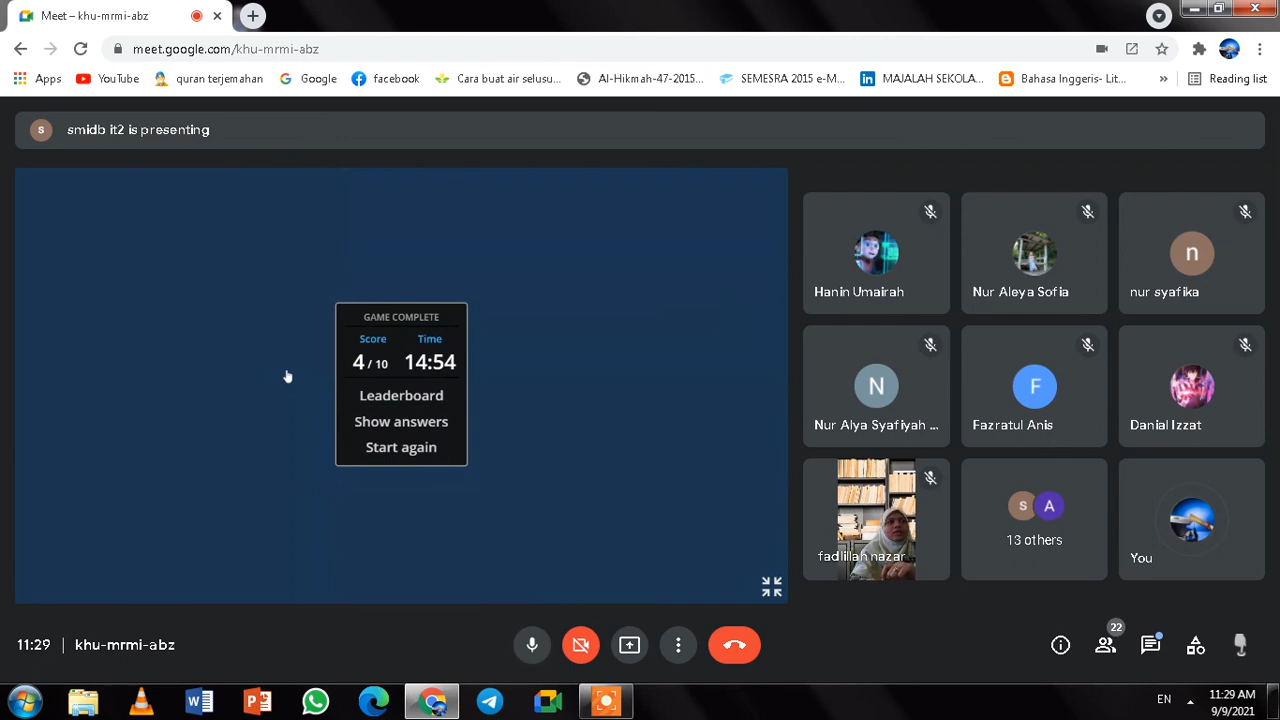 Meet – khu-mrmi-abz
meet.google.com/khu-mrmi-abz
Apps YouTube quran terjemahan Google facebook Cara buat air selusu... Al-Hikmah-47-2015... SEMESRA 2015 e-M... MAJALAH SEKOLA... Bahasa Inggeris- Lit... » Reading list
s smidb it2 is presenting
GAME COMPLETE
Score Time
4 / 10 14:54
Leaderboard
Show answers
Start again
Hanin Umairah
Nur Aleya Sofia
n
nur syafika
N
Nur Alya Syafiyah ...
F
Fazratul Anis
Danial Izzat
fadlillah nazar...
S A
13 others
You
11:29 | khu-mrmi-abz
22
EN
11:29 AM
9/9/2021